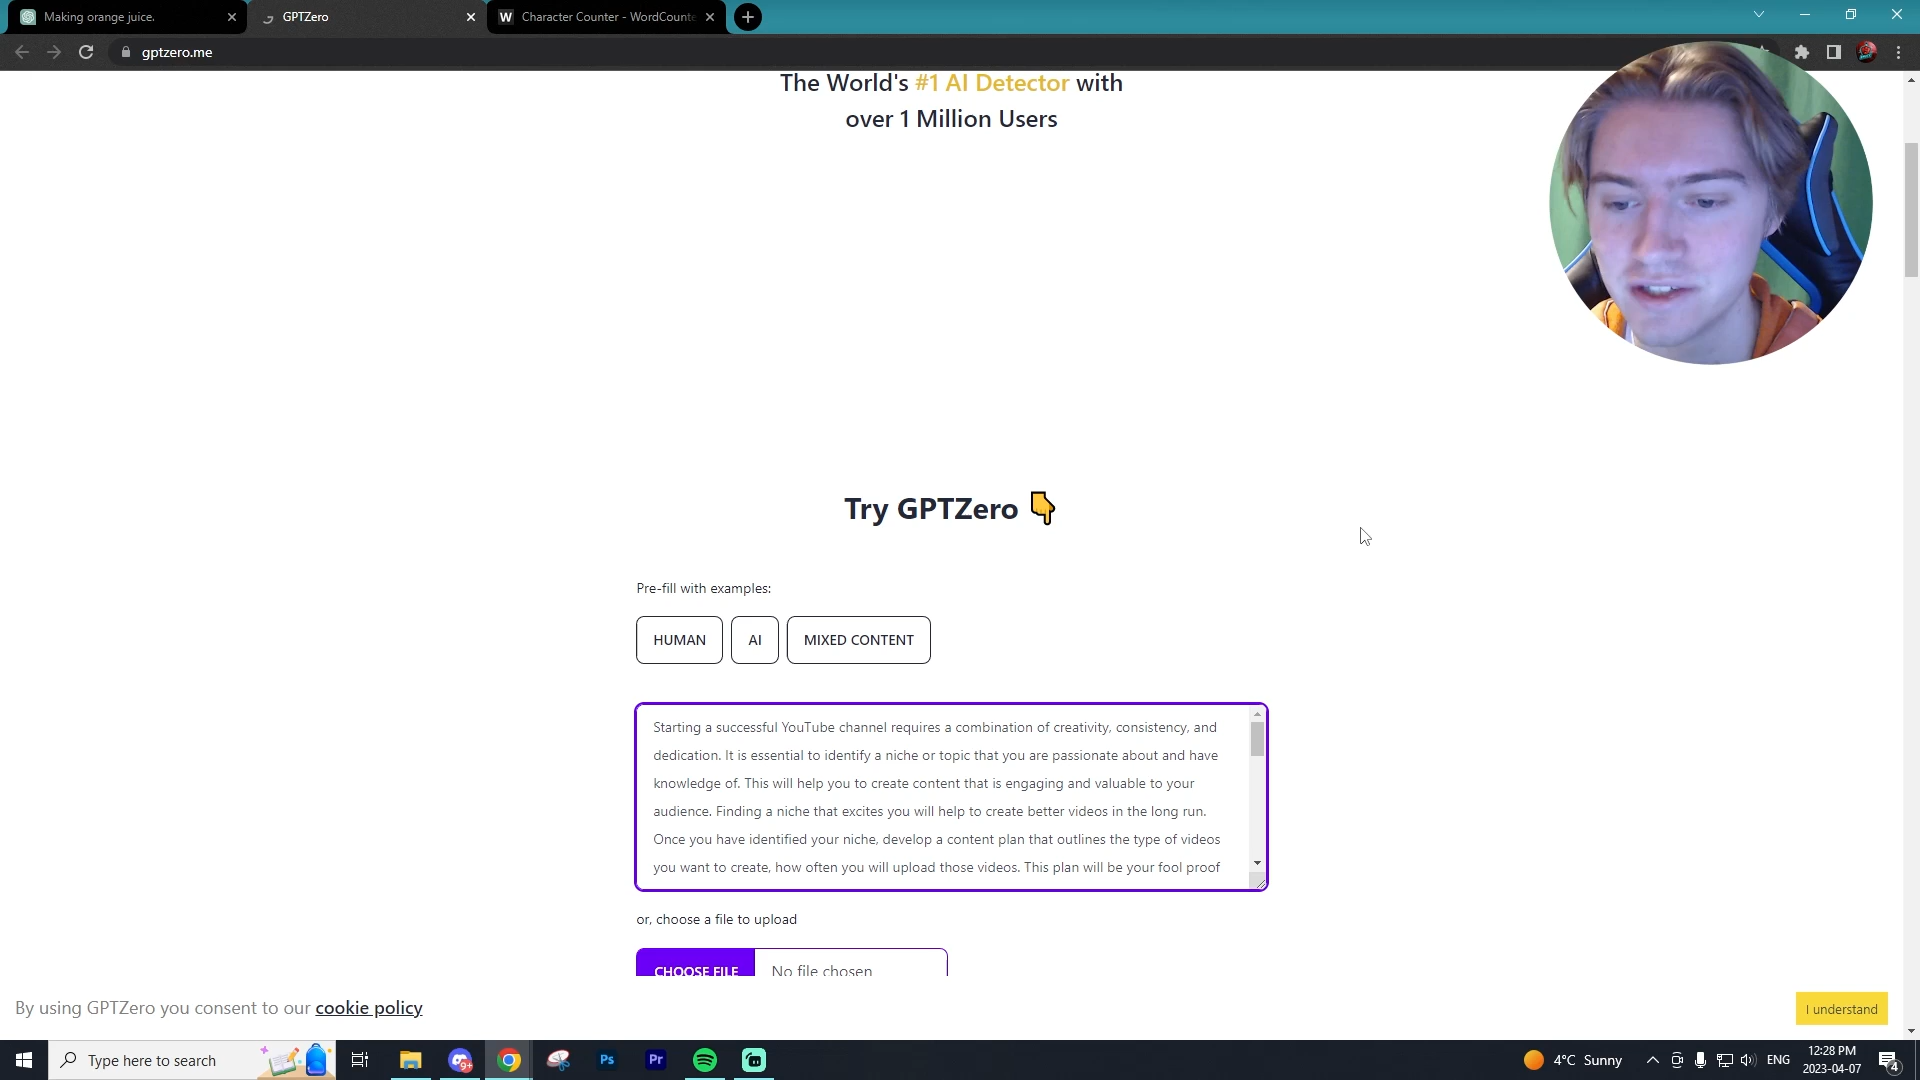 Making orange juice.
GPTZero
W Character Counter - WordCounte
gptzero.me
The World's #1 AI Detector with
over 1 Million Users
Try GPTZero
Pre-fill with examples:
HUMAN
AI
MIXED CONTENT
Starting a successful YouTube channel requires a combination of creativity, consistency, and
dedication. It is essential to identify a niche or topic that you are passionate about and have
knowledge of. This will help you to create content that is engaging and valuable to your
audience. Finding a niche that excites you will help to create better videos in the long run.
Once you have identified your niche, develop a content plan that outlines the type of videos
you want to create, how often you will upload those videos. This plan will be your fool proof
or, choose a file to upload
CHOOSE FILE
No file chosen
By using GPTZero you consent to our cookie policy
I understand
Type here to search
9+
Ps
Pr
4°C Sunny
ENG
12:28 PM
2023-04-07
4